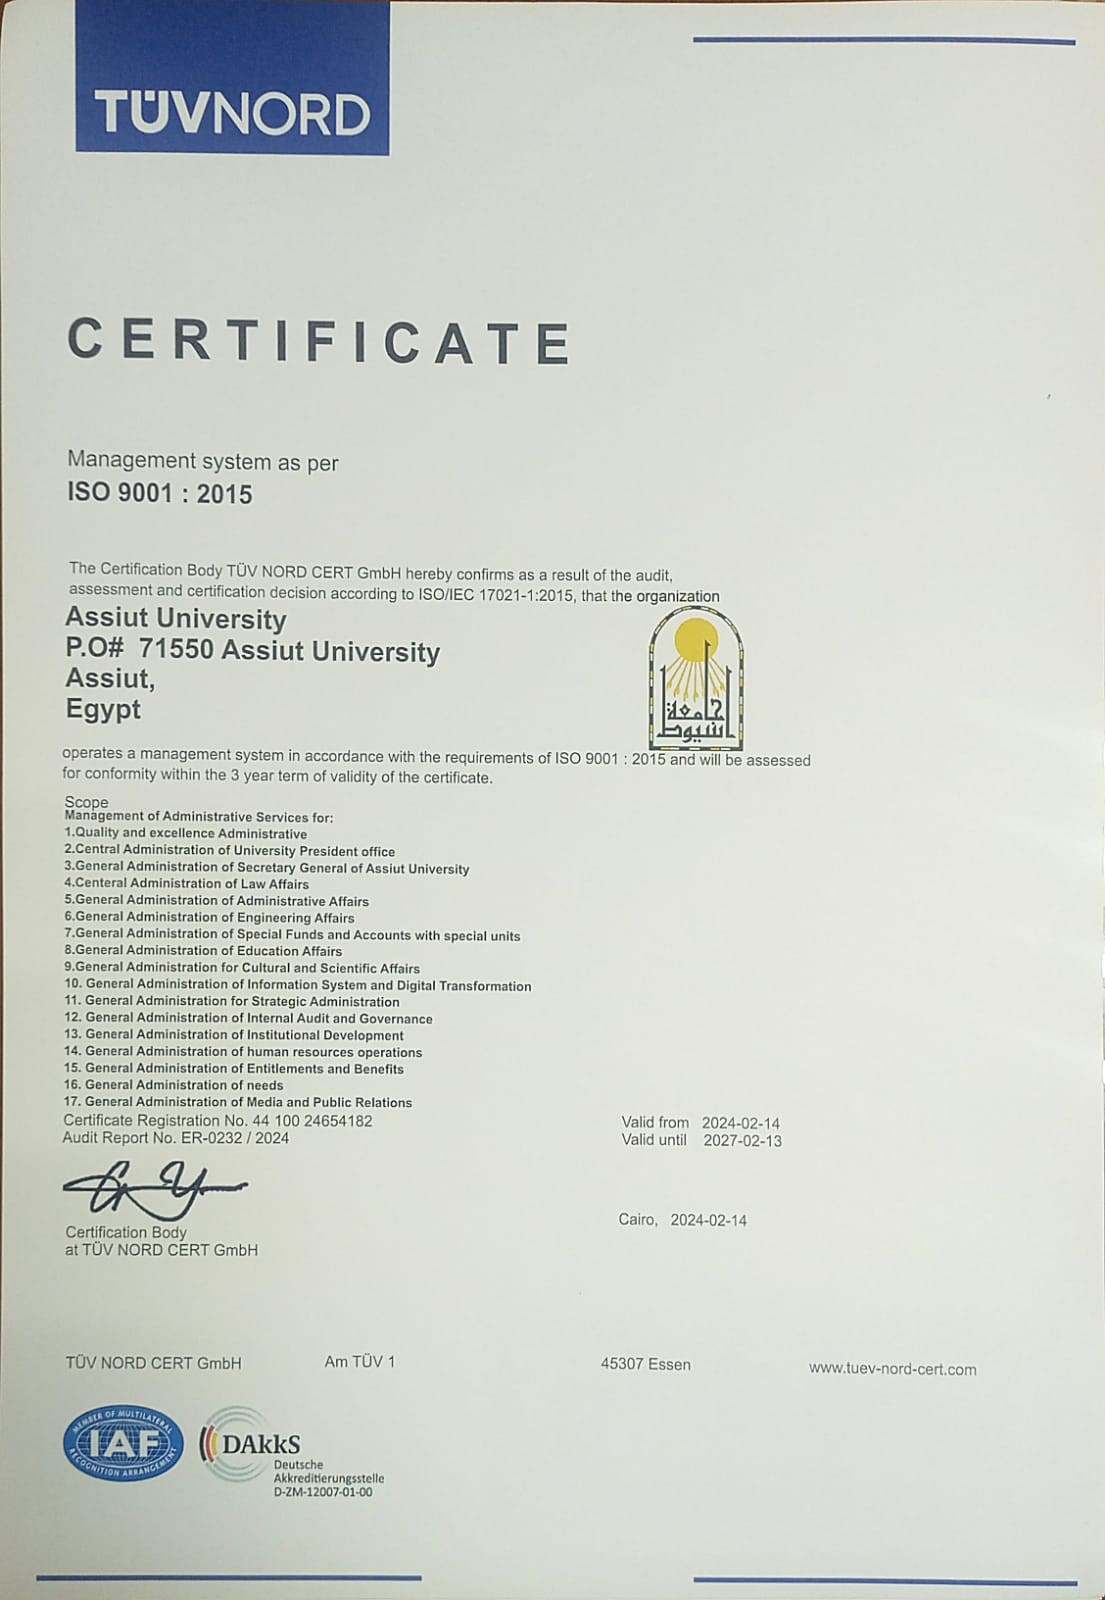 TÜVNORD
CERTIFICATE
Management system as per
ISO 9001 : 2015
The Certification Body TÜV NORD CERT GmbH hereby confirms as a result of the audit,
assessment and certification decision according to ISO/IEC 17021-1:2015, that the organization
Assiut University
P.O# 71550 Assiut University
Assiut,
Egypt
جامعة
أسيوط
operates a management system in accordance with the requirements of ISO 9001 : 2015 and will be assessed
for conformity within the 3 year term of validity of the certificate.
Scope
Management of Administrative Services for:
1.Quality and excellence Administrative
2.Central Administration of University President office
3.General Administration of Secretary General of Assiut University
4.Centeral Administration of Law Affairs
5.General Administration of Administrative Affairs
6.General Administration of Engineering Affairs
7.General Administration of Special Funds and Accounts with special units
8.General Administration of Education Affairs
9.General Administration for Cultural and Scientific Affairs
10. General Administration of Information System and Digital Transformation
11. General Administration for Strategic Administration
12. General Administration of Internal Audit and Governance
13. General Administration of Institutional Development
14. General Administration of human resources operations
15. General Administration of Entitlements and Benefits
16. General Administration of needs
17. General Administration of Media and Public Relations
Certificate Registration No. 44 100 24654182
Audit Report No. ER-0232 / 2024
Valid from 2024-02-14
Valid until 2027-02-13
Certification Body
at TÜV NORD CERT GmbH
Cairo, 2024-02-14
TÜV NORD CERT GmbH Am TÜV 1 45307 Essen www.tuev-nord-cert.com
MEMBER OF MULTILATERAL
IAF
RECOGNITION ARRANGEMENT
DAkkS
Deutsche
Akkreditierungsstelle
D-ZM-12007-01-00